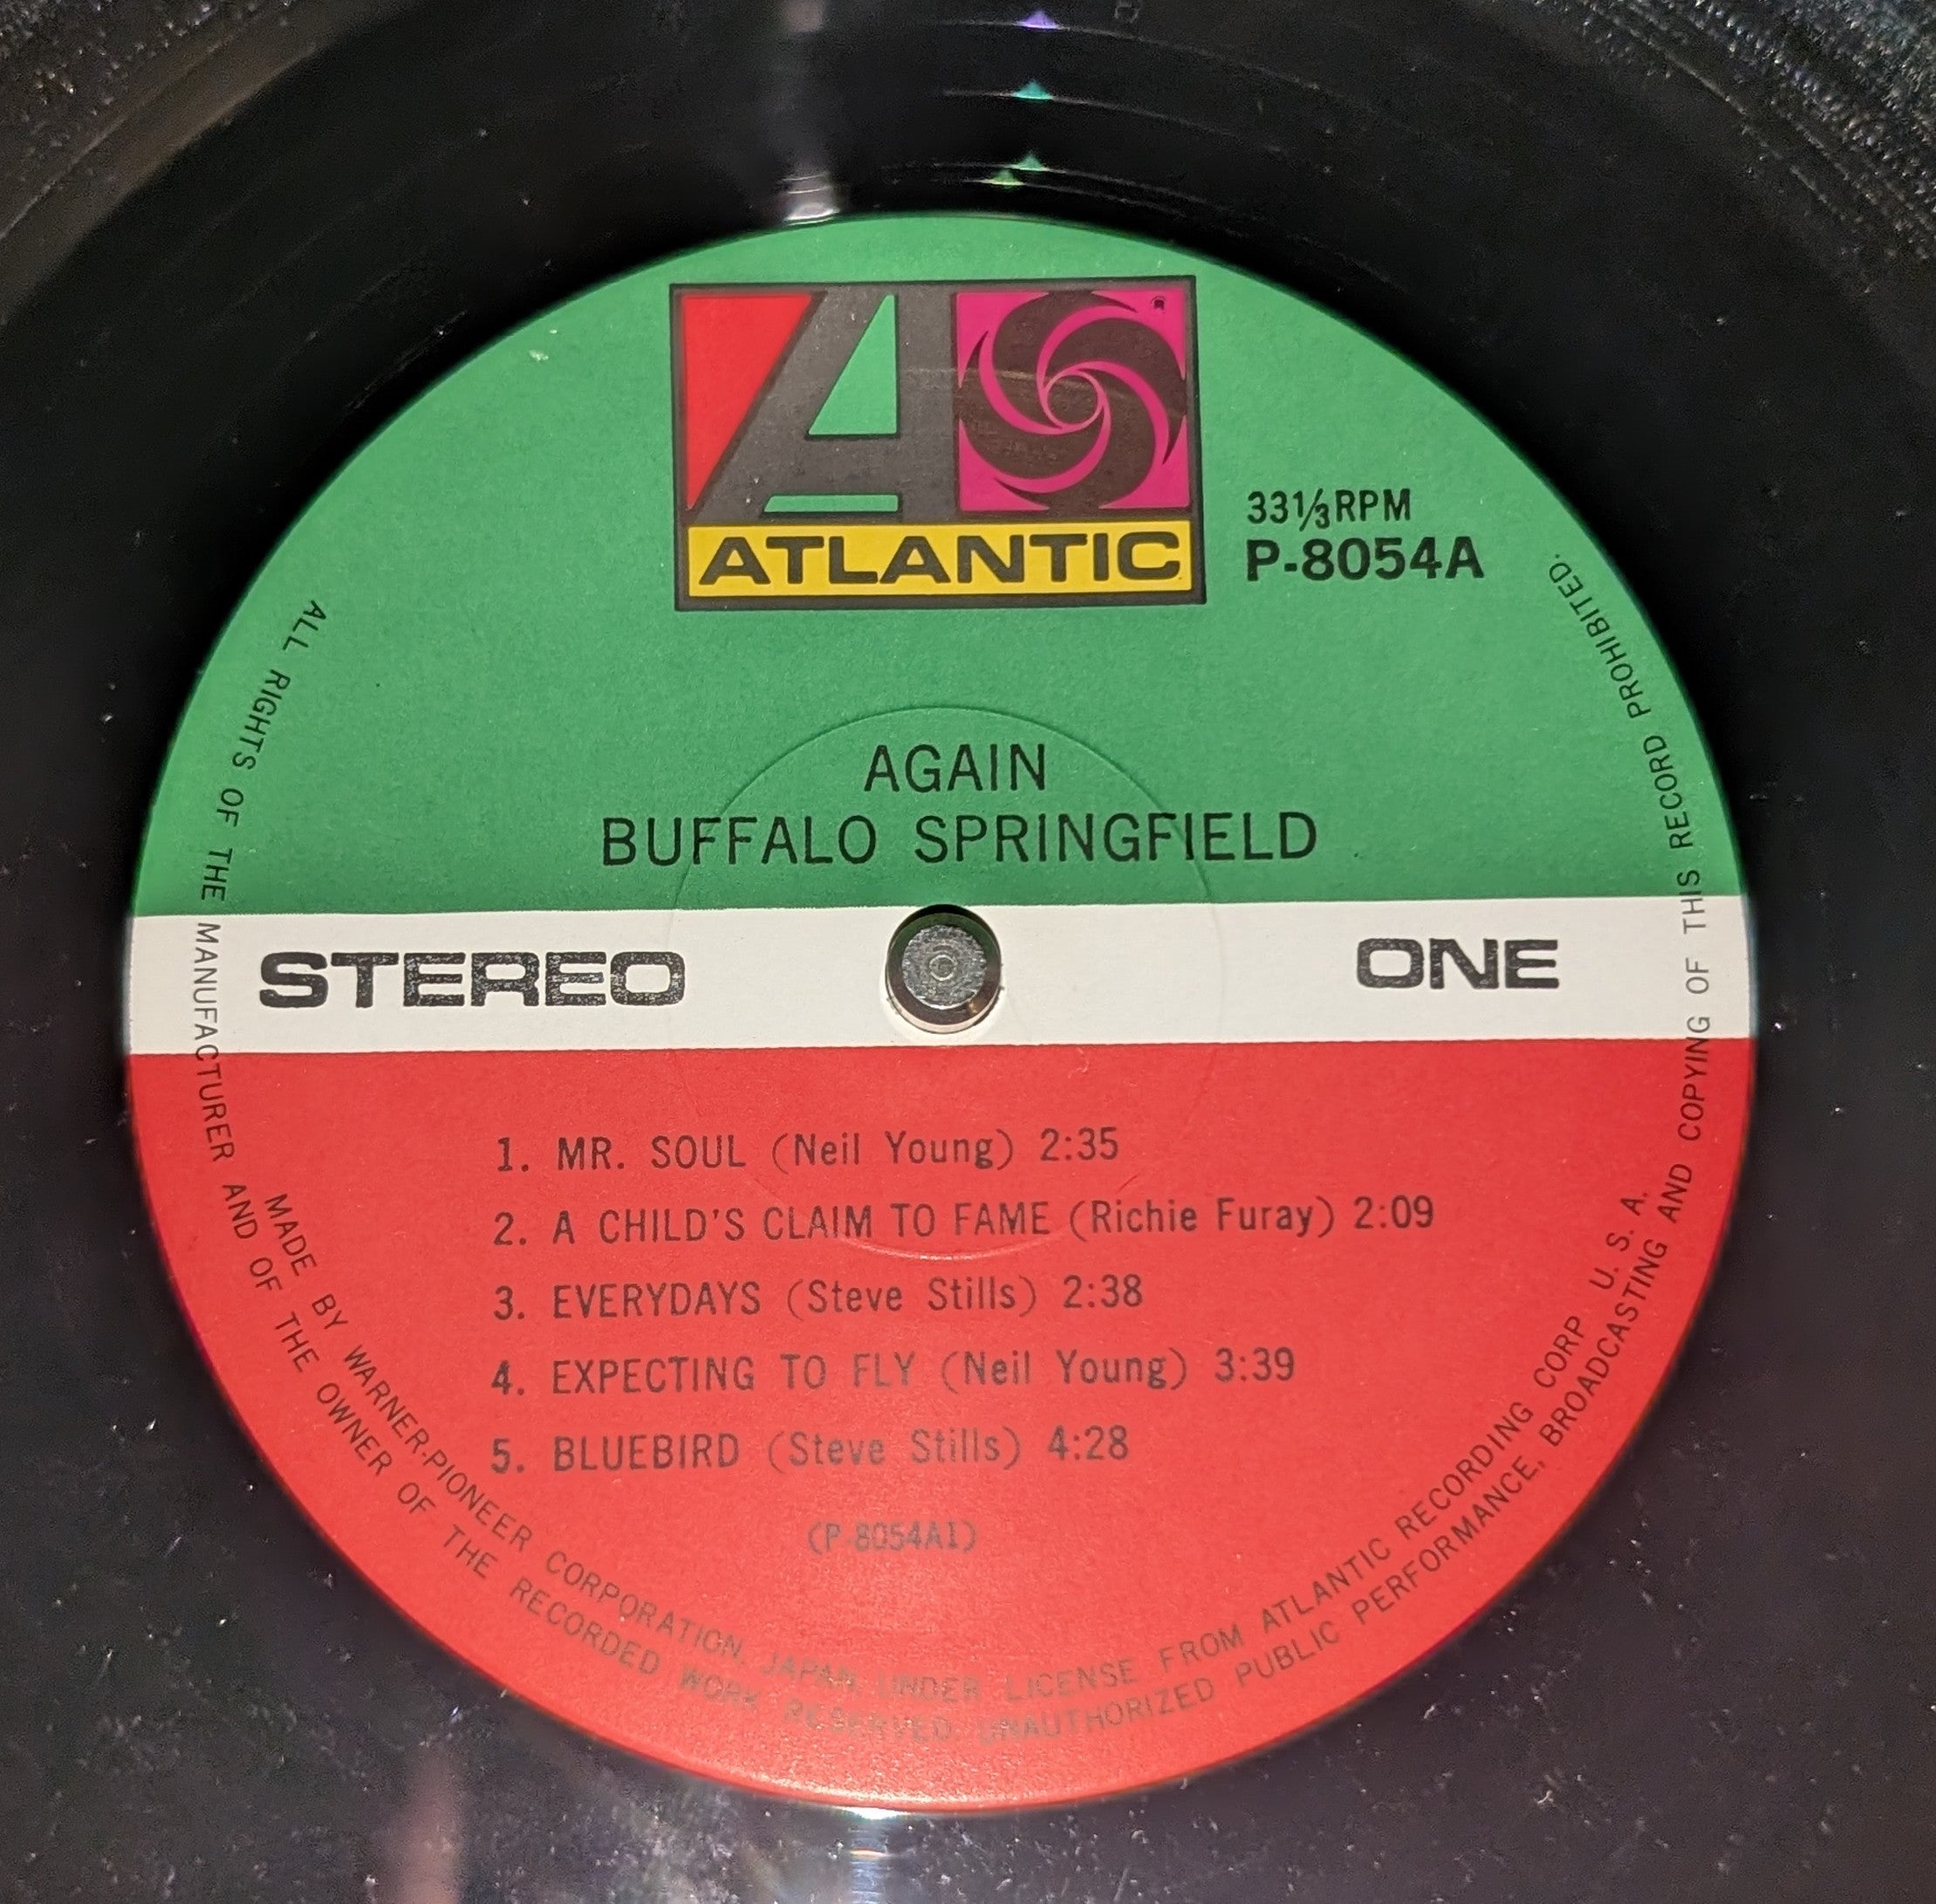 ATLANTIC
33⅓RPM
P-8054A
AGAIN
BUFFALO SPRINGFIELD
STEREO
ONE
1. MR. SOUL (Neil Young) 2:35
2. A CHILD'S CLAIM TO FAME (Richie Furay) 2:09
3. EVERYDAYS (Steve Stills) 2:38
4. EXPECTING TO FLY (Neil Young) 3:39
5. BLUEBIRD (Steve Stills) 4:28
(P-8054A1)
MADE BY WARNER-PIONEER CORPORATION, JAPAN, UNDER LICENSE FROM ATLANTIC RECORDING CORP U. S. A.
ALL RIGHTS OF THE MANUFACTURER AND OF THE OWNER OF THE RECORDED WORK RESERVED. UNAUTHORIZED PUBLIC PERFORMANCE, BROADCASTING AND COPYING OF THIS RECORD PROHIBITED.